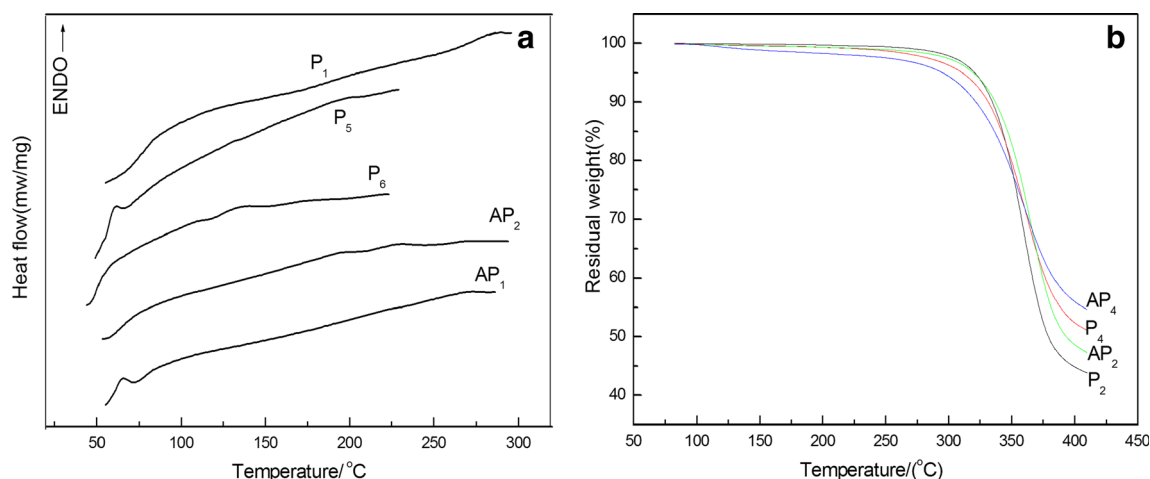 a
ENDO →
Heat flow(mw/mg)
P₁
P₅
P₆
AP₂
AP₁
50 100 150 200 250 300
Temperature/ °C
b
Residual weight(%)
100
90
80
70
60
50
40
AP₄
P₄
AP₂
P₂
50 100 150 200 250 300 350 400 450
Temperature/(°C)